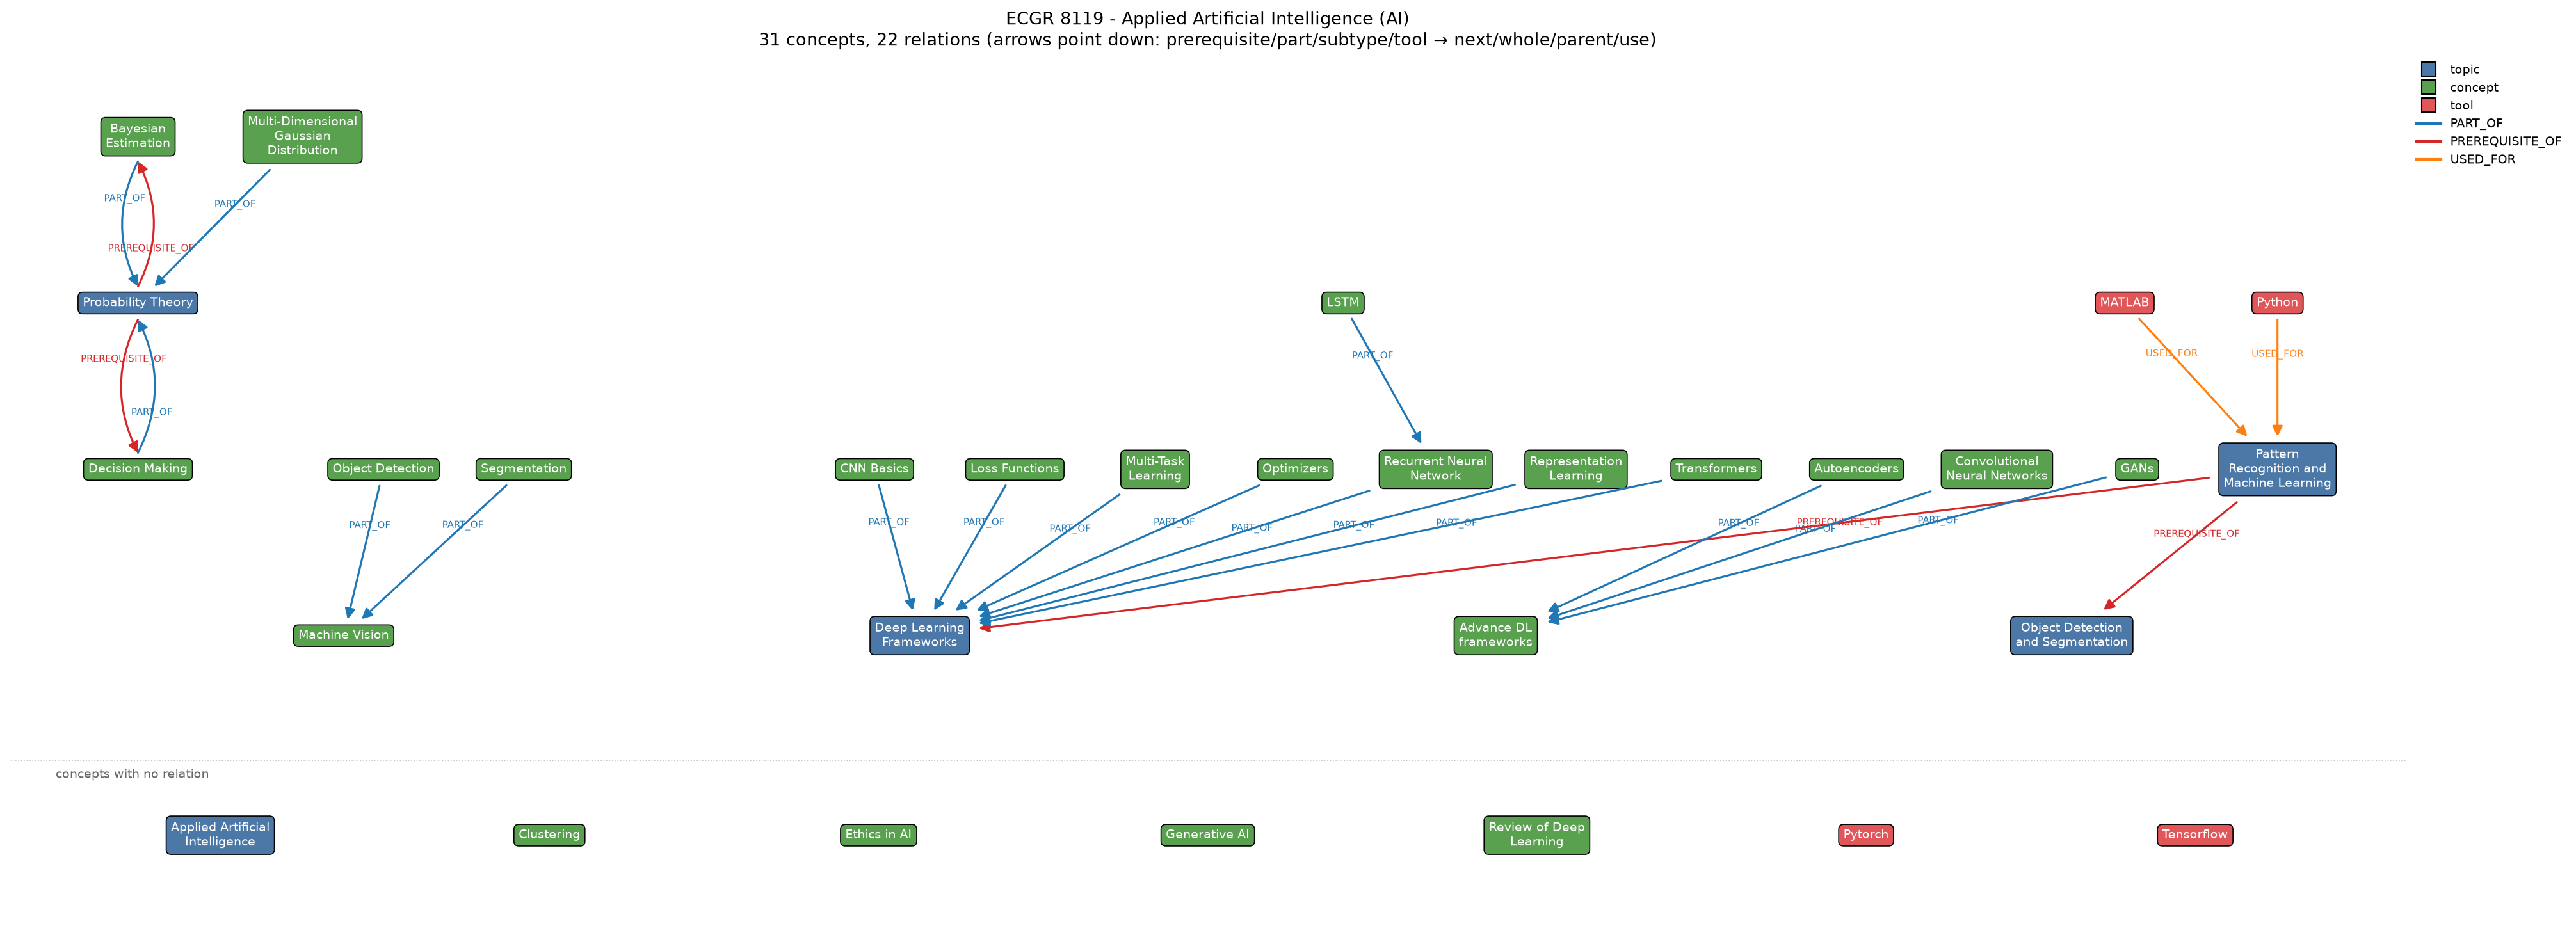 ECGR 8119 - Applied Artificial Intelligence (AI)
31 concepts, 22 relations (arrows point down: prerequisite/part/subtype/tool → next/whole/parent/use)
topic
concept
tool
PART_OF
PREREQUISITE_OF
USED_FOR
Bayesian
Estimation
Multi-Dimensional
Gaussian
Distribution
PART_OF
PART_OF
PREREQUISITE_OF
Probability Theory
LSTM
MATLAB
Python
PREREQUISITE_OF
PART_OF
USED_FOR
USED_FOR
PART_OF
Decision Making
Object Detection
Segmentation
CNN Basics
Loss Functions
Multi-Task
Learning
Optimizers
Recurrent Neural
Network
Representation
Learning
Transformers
Autoencoders
Convolutional
Neural Networks
GANs
Pattern
Recognition and
Machine Learning
PART_OF
PART_OF
PART_OF
PART_OF
PART_OF
PART_OF
PART_OF
PART_OF
PART_OF
PART_OF
PREREQUISITE_OF
PART_OF
PART_OF
PREREQUISITE_OF
Machine Vision
Deep Learning
Frameworks
Advance DL
frameworks
Object Detection
and Segmentation
concepts with no relation
Applied Artificial
Intelligence
Clustering
Ethics in AI
Generative AI
Review of Deep
Learning
Pytorch
Tensorflow